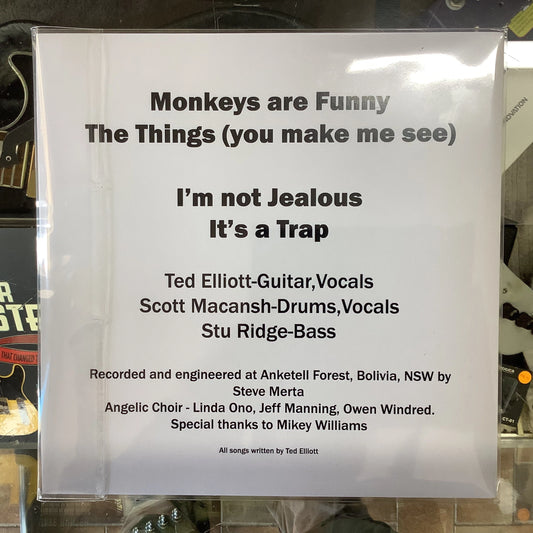 Monkeys are Funny
The Things (you make me see)
I'm not Jealous
It's a Trap
Ted Elliott-Guitar,Vocals
Scott Macansh-Drums,Vocals
Stu Ridge-Bass
Recorded and engineered at Anketell Forest, Bolivia, NSW by
Steve Merta
Angelic Choir - Linda Ono, Jeff Manning, Owen Windred.
Special thanks to Mikey Williams
All songs written by Ted Elliott
THAT CHANGED